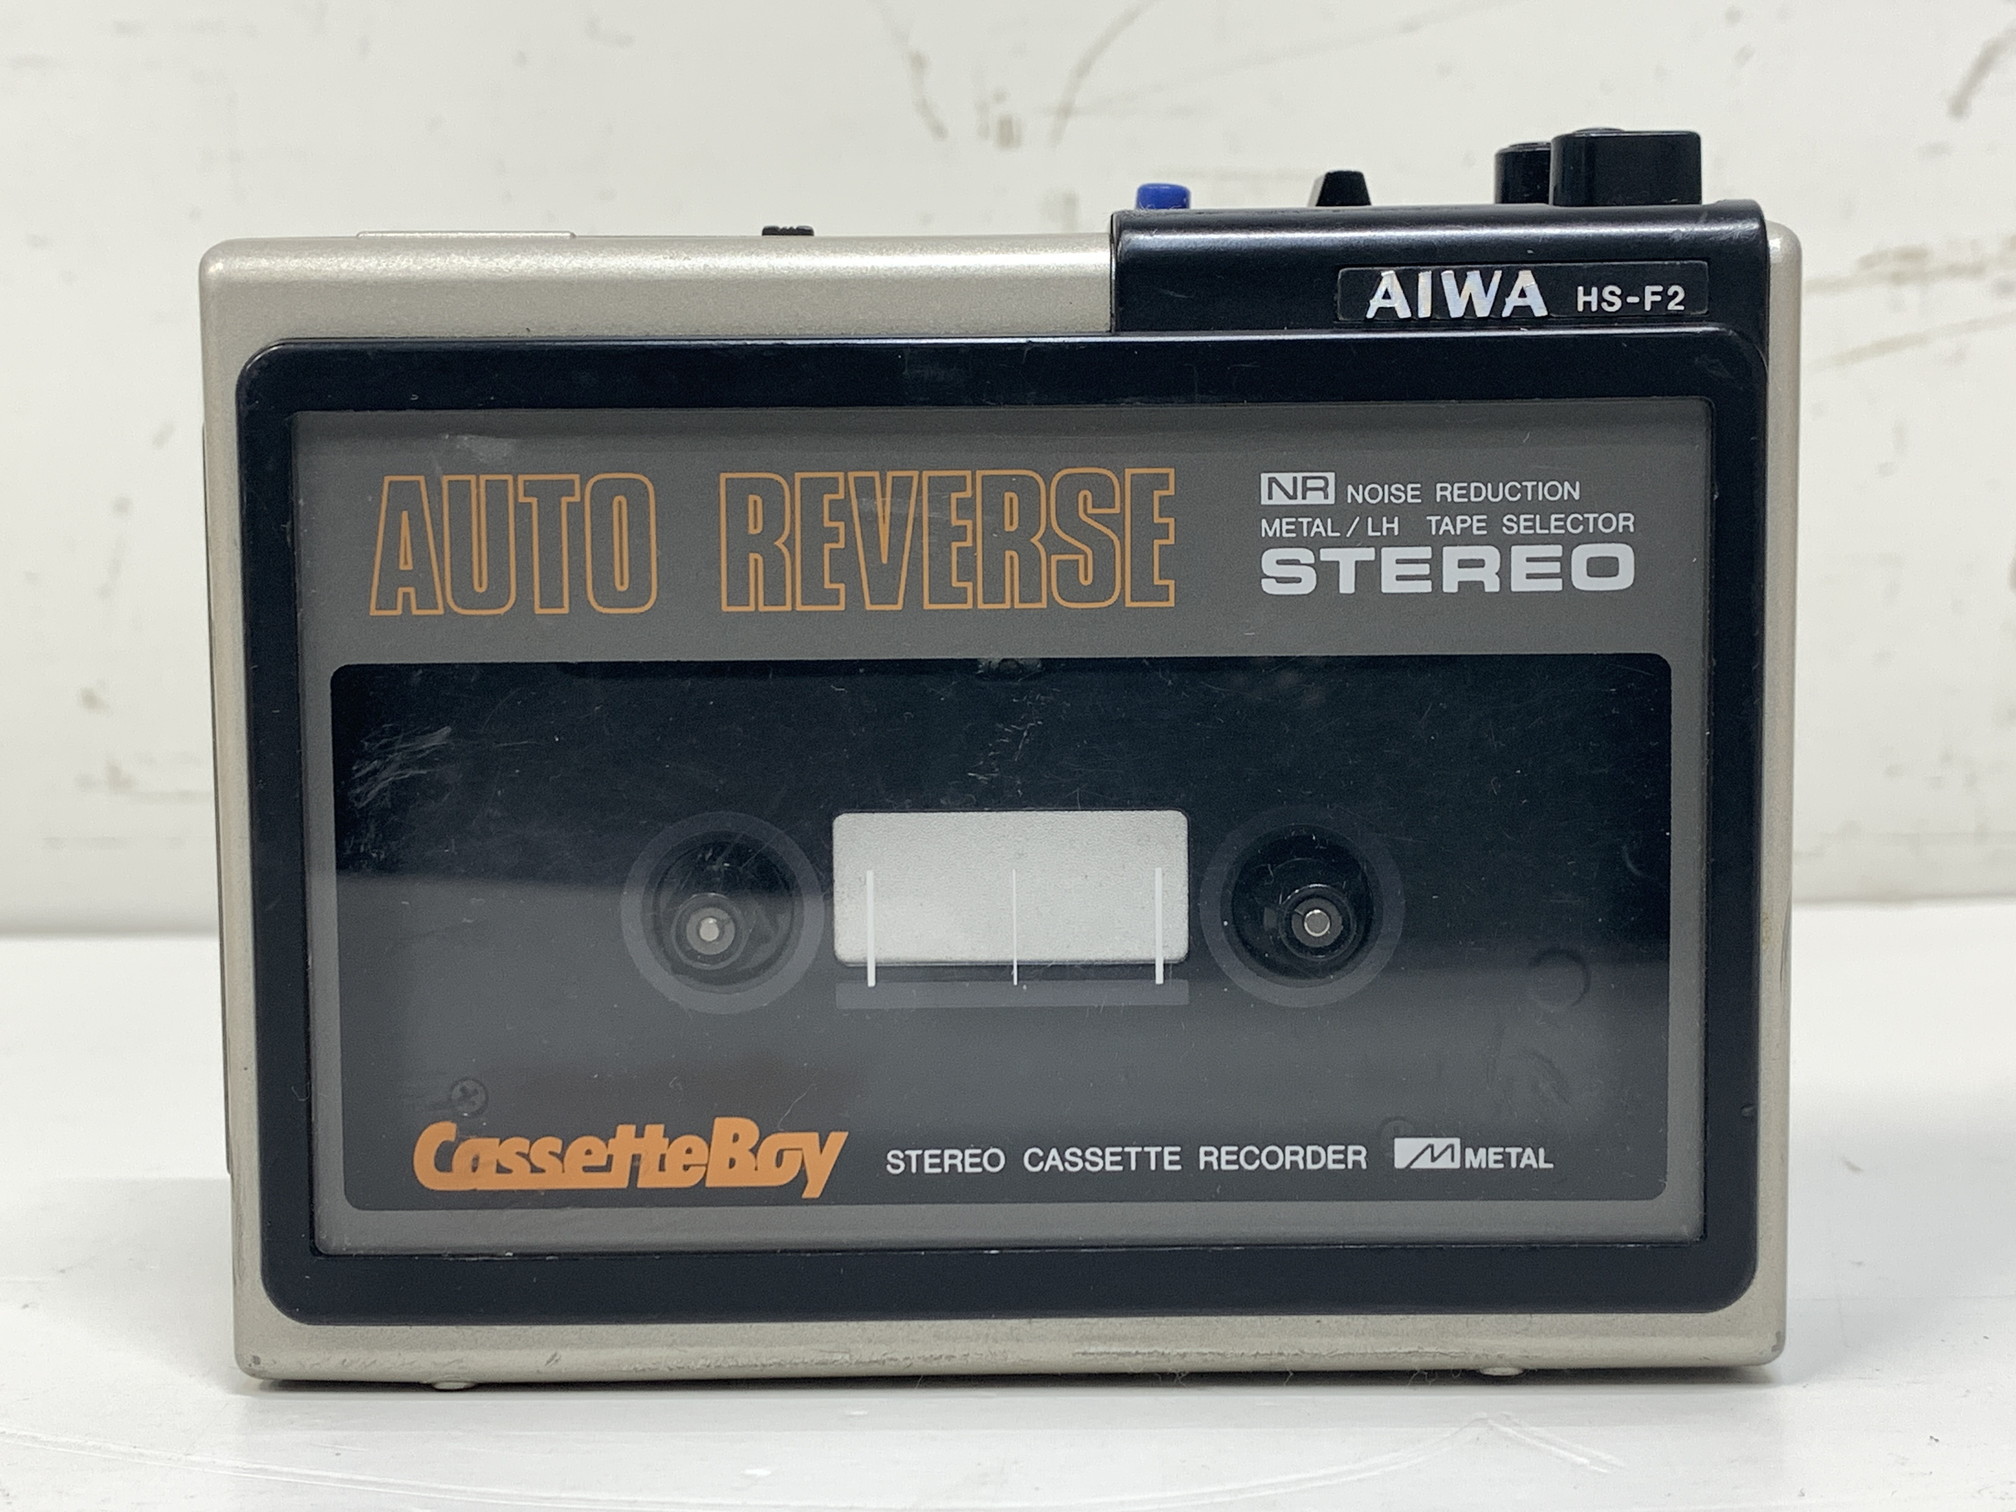 AIWA HS-F2
AUTO REVERSE
NR NOISE REDUCTION
METAL/LH TAPE SELECTOR
STEREO
CassetteBoy STEREO CASSETTE RECORDER M METAL